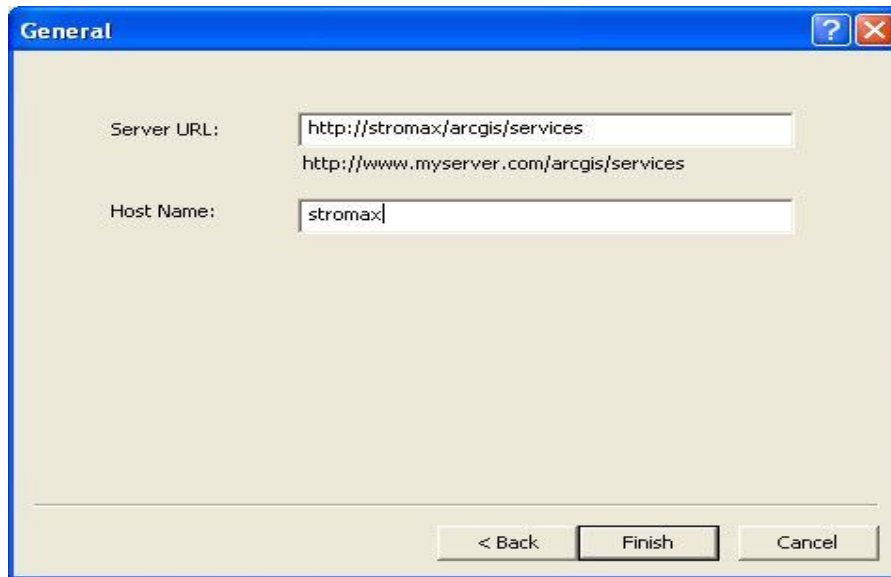 General
Server URL: http://stromax/arcgis/services
http://www.myserver.com/arcgis/services
Host Name: stromax
< Back Finish Cancel